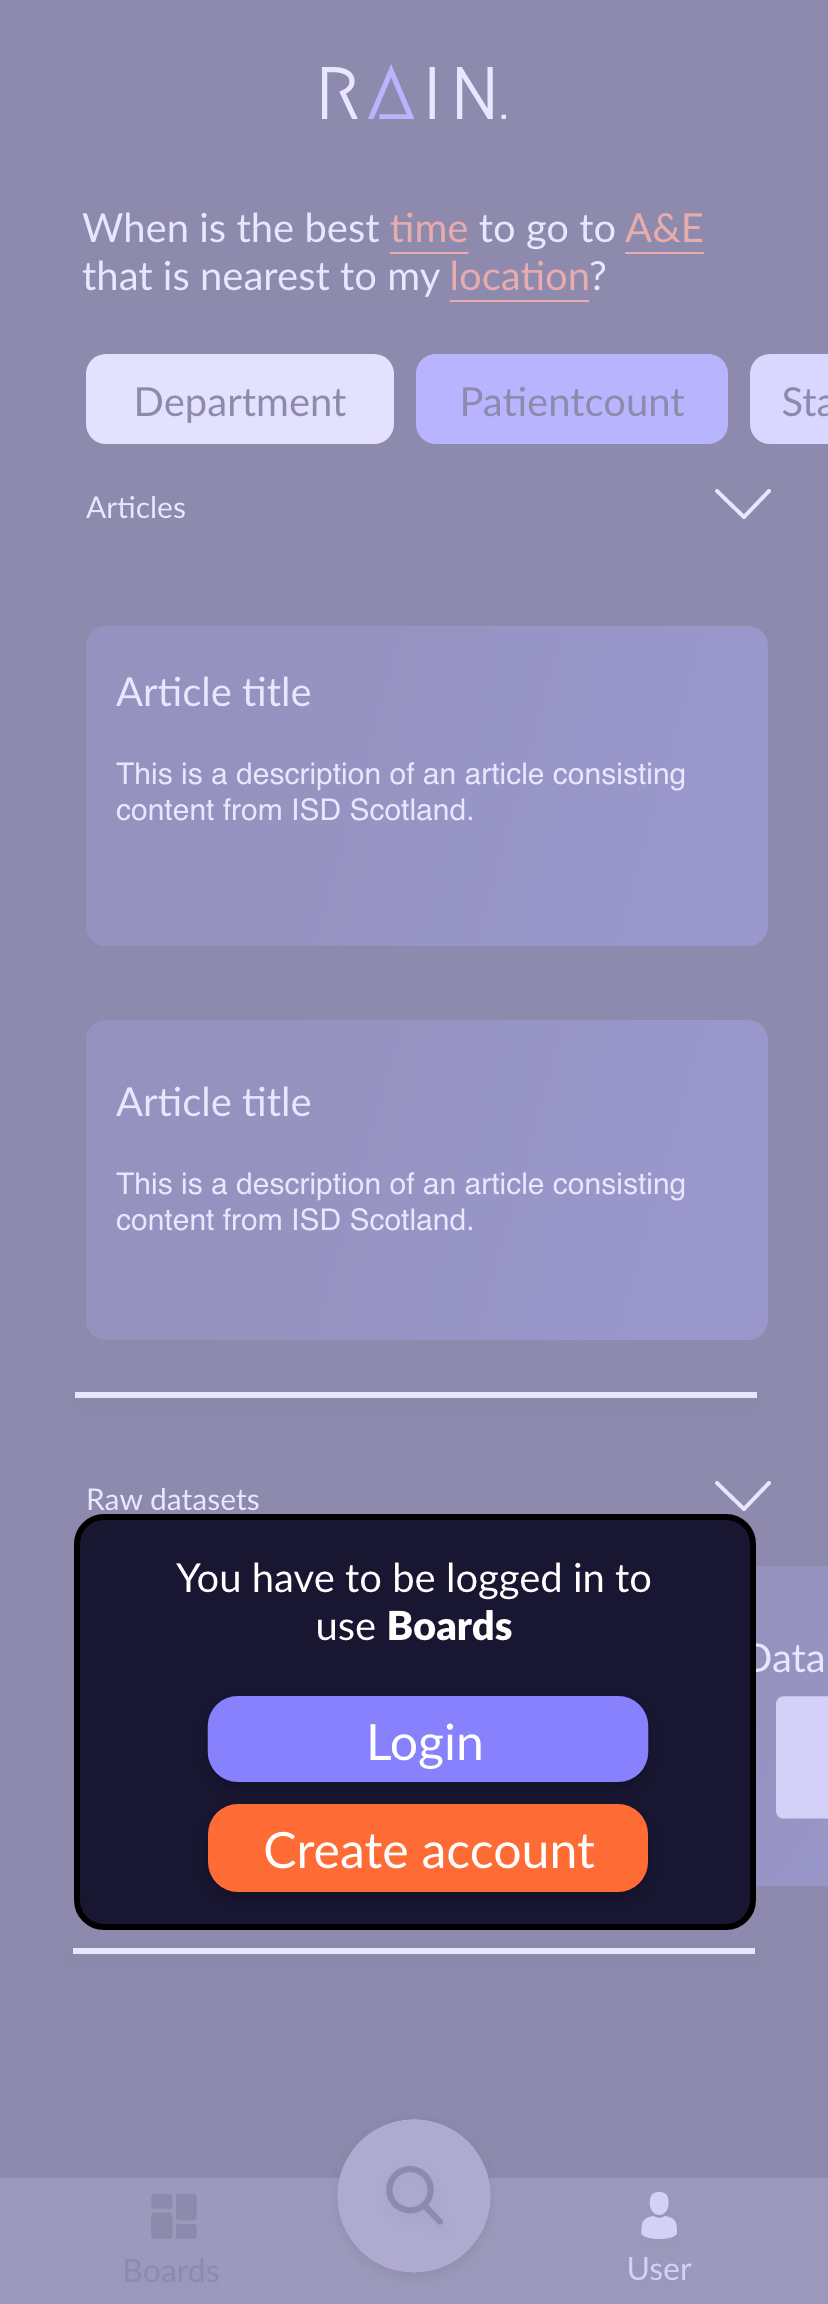 RAIN.
When is the best time to go to A&E
that is nearest to my location?
Department
Patientcount
Sta
Articles
Article title
This is a description of an article consisting
content from ISD Scotland.
Article title
This is a description of an article consisting
content from ISD Scotland.
Raw datasets
You have to be logged in to
use Boards
Data
Login
Create account
Boards
User